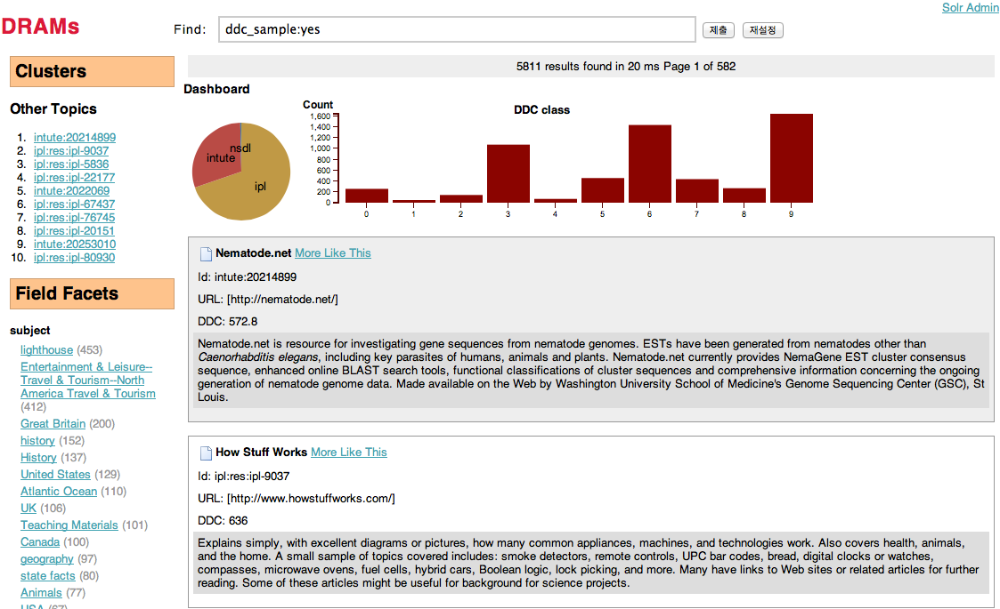 Solr Admin
DRAMs
Find: ddc_sample:yes 제출 재설정
Clusters
Other Topics
1. intute:20214899
2. ipl:res:ipl-9037
3. ipl:res:ipl-5836
4. ipl:res:ipl-22177
5. intute:2022069
6. ipl:res:ipl-67437
7. ipl:res:ipl-76745
8. ipl:res:ipl-20151
9. intute:20253010
10. ipl:res:ipl-80930
Field Facets
subject
lighthouse (453)
Entertainment & Leisure--
Travel & Tourism--North
America Travel & Tourism
(412)
Great Britain (200)
history (152)
History (137)
United States (129)
Atlantic Ocean (110)
UK (106)
Teaching Materials (101)
Canada (100)
geography (97)
state facts (80)
Animals (77)
USA (67)
5811 results found in 20 ms Page 1 of 582
Dashboard
nsdl
intute
ipl
Count
DDC class
1,600
1,400
1,200
1,000
800
600
400
200
0
0 1 2 3 4 5 6 7 8 9
Nematode.net More Like This
Id: intute:20214899
URL: [http://nematode.net/]
DDC: 572.8
Nematode.net is resource for investigating gene sequences from nematode genomes. ESTs have been generated from nematodes other than
Caenorhabditis elegans, including key parasites of humans, animals and plants. Nematode.net currently provides NemaGene EST cluster consensus
sequence, enhanced online BLAST search tools, functional classifications of cluster sequences and comprehensive information concerning the ongoing
generation of nematode genome data. Made available on the Web by Washington University School of Medicine's Genome Sequencing Center (GSC), St
Louis.
How Stuff Works More Like This
Id: ipl:res:ipl-9037
URL: [http://www.howstuffworks.com/]
DDC: 636
Explains simply, with excellent diagrams or pictures, how many common appliances, machines, and technologies work. Also covers health, animals,
and the home. A small sample of topics covered includes: smoke detectors, remote controls, UPC bar codes, bread, digital clocks or watches,
compasses, microwave ovens, fuel cells, hybrid cars, Boolean logic, lock picking, and more. Many have links to Web sites or related articles for further
reading. Some of these articles might be useful for background for science projects.